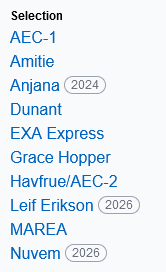 Selection
AEC-1
Amitie
Anjana 2024
Dunant
EXA Express
Grace Hopper
Havfrue/AEC-2
Leif Erikson 2026
MAREA
Nuvem 2026